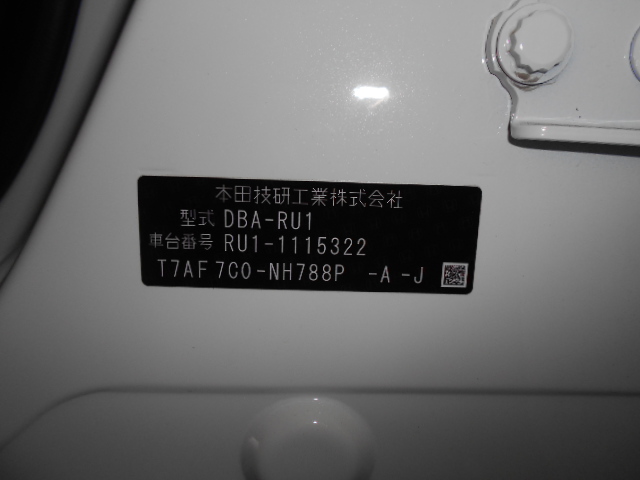 本田技研工業株式会社
型式 DBA-RU1
車台番号 RU1-1115322
T7AF7C0-NH788P -A-J